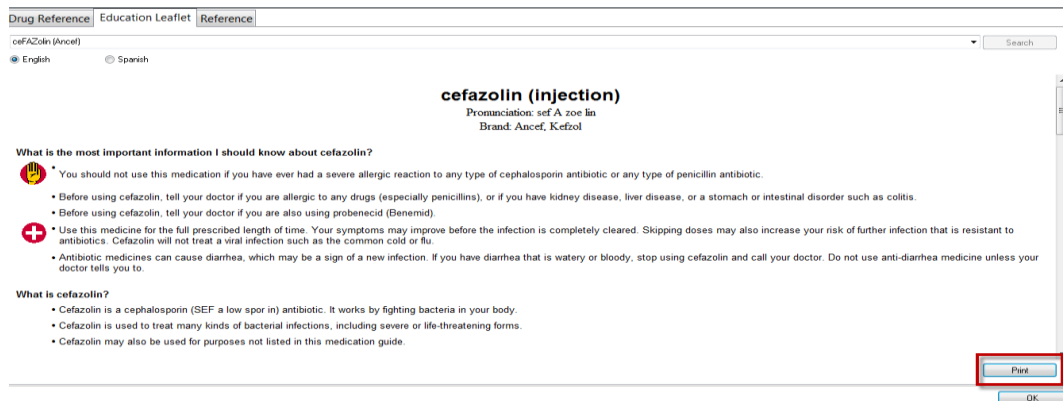 Drug Reference Education Leaflet Reference
ceFAZolin (Ancef) Search
English Spanish
cefazolin (injection)
Pronunciation: sef A zoe lin
Brand: Ancef, Kefzol
What is the most important information I should know about cefazolin?
• You should not use this medication if you have ever had a severe allergic reaction to any type of cephalosporin antibiotic or any type of penicillin antibiotic.
• Before using cefazolin, tell your doctor if you are allergic to any drugs (especially penicillins), or if you have kidney disease, liver disease, or a stomach or intestinal disorder such as colitis.
• Before using cefazolin, tell your doctor if you are also using probenecid (Benemid).
• Use this medicine for the full prescribed length of time. Your symptoms may improve before the infection is completely cleared. Skipping doses may also increase your risk of further infection that is resistant to
antibiotics. Cefazolin will not treat a viral infection such as the common cold or flu.
• Antibiotic medicines can cause diarrhea, which may be a sign of a new infection. If you have diarrhea that is watery or bloody, stop using cefazolin and call your doctor. Do not use anti-diarrhea medicine unless your
doctor tells you to.
What is cefazolin?
• Cefazolin is a cephalosporin (SEF a low spor in) antibiotic. It works by fighting bacteria in your body.
• Cefazolin is used to treat many kinds of bacterial infections, including severe or life-threatening forms.
• Cefazolin may also be used for purposes not listed in this medication guide.
Print
OK